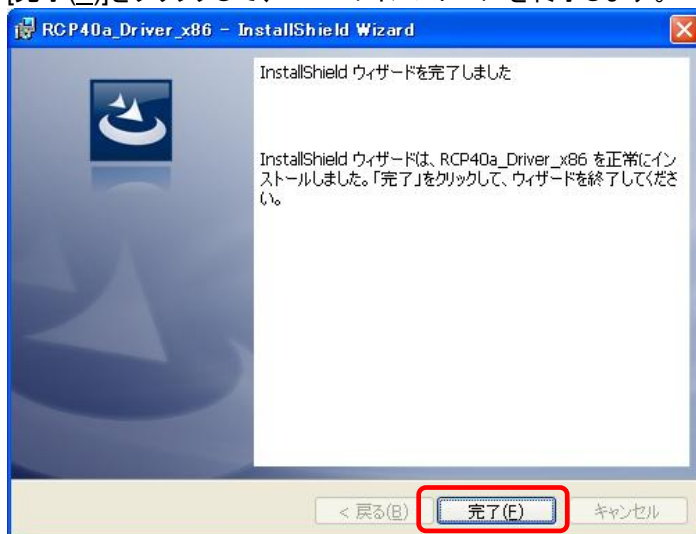 RCP40a_Driver_x86 - InstallShield Wizard
InstallShield ウィザードを完了しました
InstallShield ウィザードは、RCP40a_Driver_x86 を正常にイン
ストールしました。「完了」をクリックして、ウィザードを終了してくださ
い。
< 戻る(B)
完了(F)
キャンセル